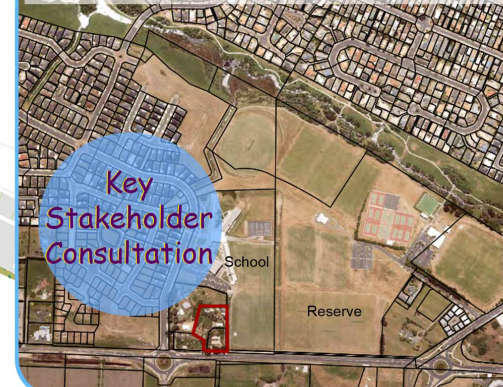 Key
Stakeholder
Consultation
School
Reserve